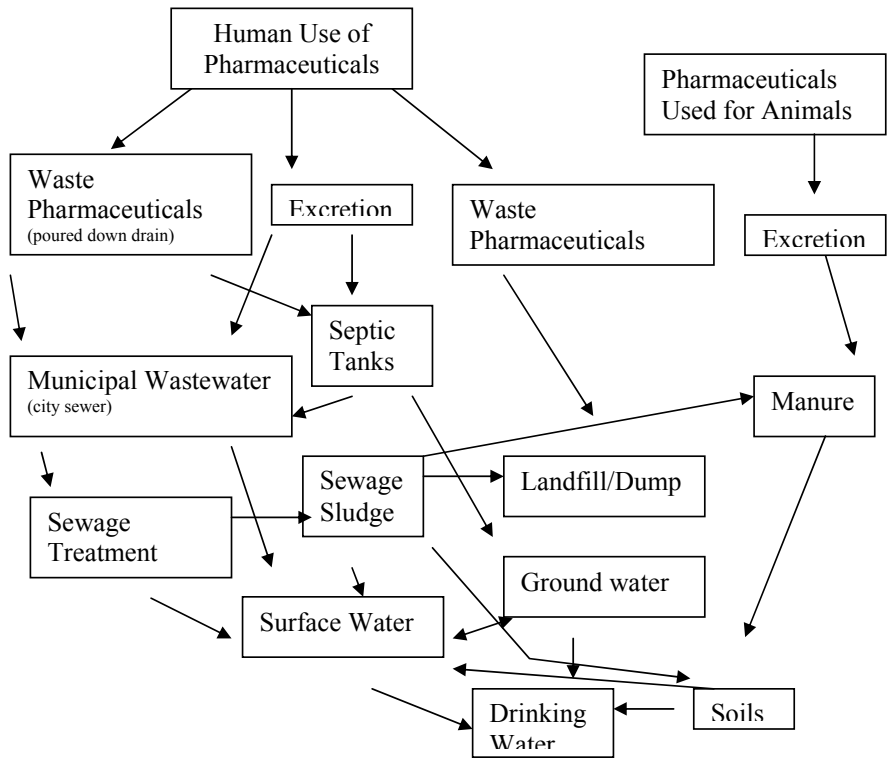 Human Use of
Pharmaceuticals
Pharmaceuticals
Used for Animals
Waste
Pharmaceuticals
(poured down drain)
Excretion
Waste
Pharmaceuticals
Excretion
Septic
Tanks
Municipal Wastewater
(city sewer)
Manure
Sewage
Sludge
Landfill/Dump
Sewage
Treatment
Ground water
Surface Water
Drinking
Water
Soils